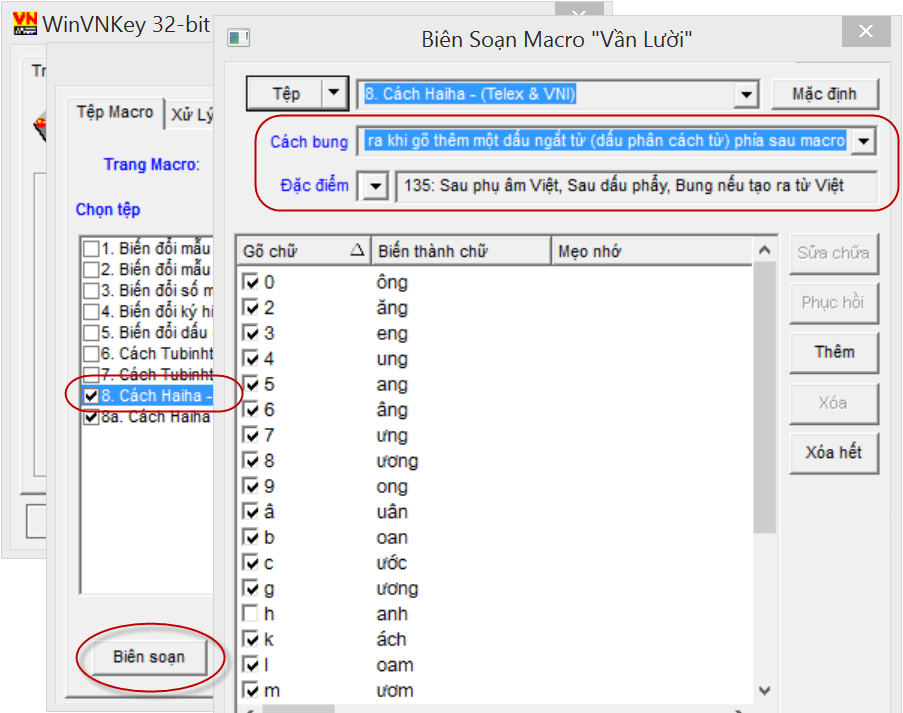 VN WinVNKey 32-bit
Tệp Macro
Xử Lý
Trang Macro:
Chọn tệp
1. Biến đổi mẫu
2. Biến đổi mẫu
3. Biến đổi số
4. Biến đổi ký
5. Biến đổi dấu
6. Cách Tubinh
7. Cách Tubinh
8. Cách Haiha -
8a. Cách Haiha
Biên soạn
Biên Soạn Macro "Vần Lười"
Tệp
8. Cách Haiha - (Telex & VNI)
Mặc định
Cách bung
ra khi gõ thêm một dấu ngắt từ (dấu phân cách từ) phía sau macro
Đặc điểm
135: Sau phụ âm Việt, Sau dấu phẩy, Bung nếu tạo ra từ Việt
Gõ chữ Biến thành chữ Mẹo nhớ
0 ông
2 ăng
3 eng
4 ung
5 ang
6 âng
7 ưng
8 ương
9 ong
â uân
b oan
c ước
g ương
h anh
k ách
l oam
m ươm
Sửa chữa
Phục hồi
Thêm
Xóa
Xóa hết